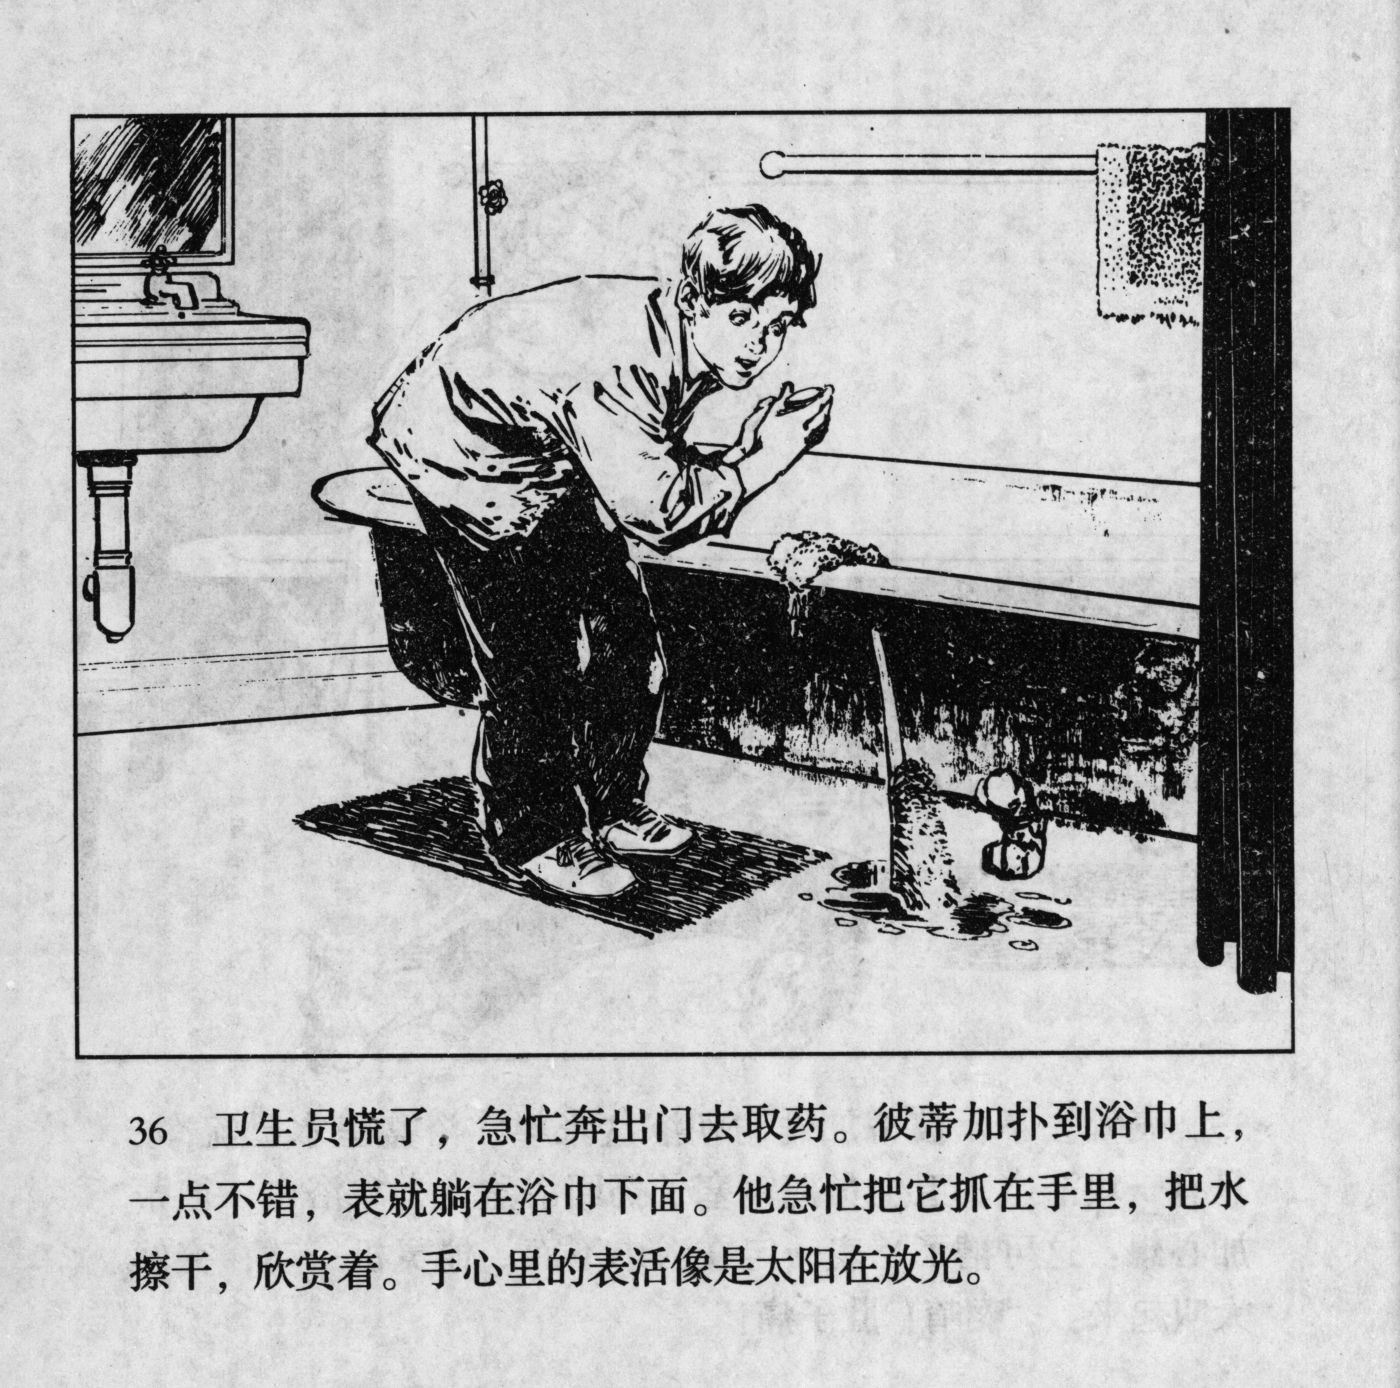 36　卫生员慌了，急忙奔出门去取药。彼蒂加扑到浴巾上，
一点不错，表就躺在浴巾下面。他急忙把它抓在手里，把水
擦干，欣赏着。手心里的表活像是太阳在放光。